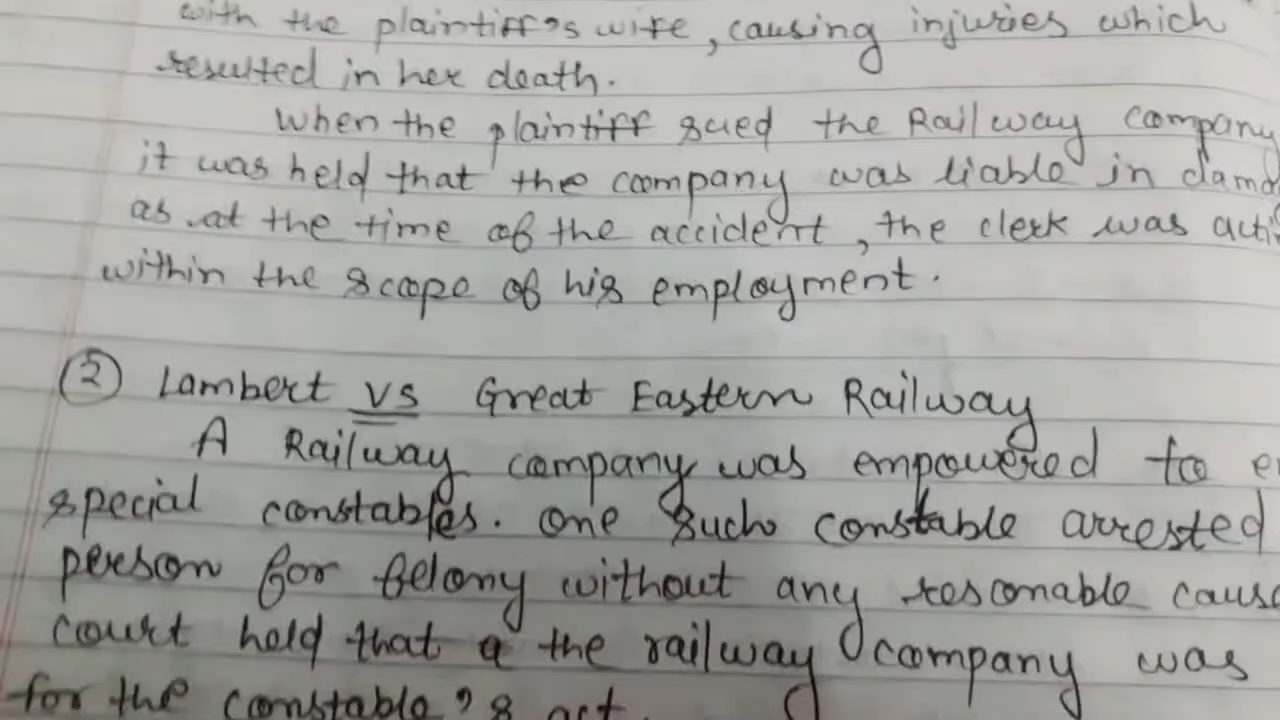 with the plaintiff's wife, causing injuries which
resulted in her death.
When the plaintiff sued the Railway company
it was held that the company was liable in dama
as at the time of the accident, the clerk was acti
within the scope of his employment.
② Lambert VS Great Eastern Railway
A Railway company was empowered to e
special constables. one such constable arrested
person for felony without any resonable caus
court held that a the railway company was
for the constable's act.